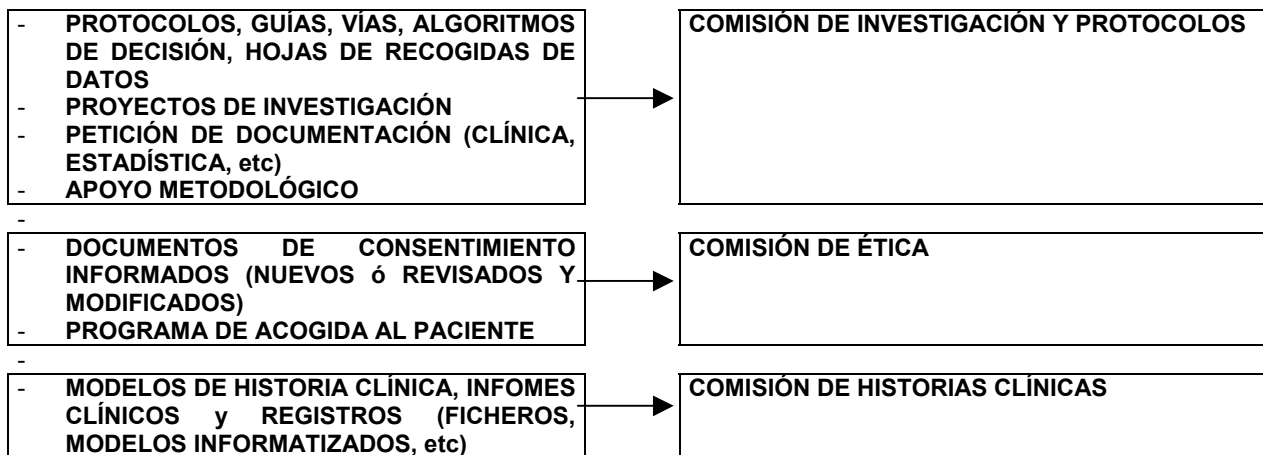 - PROTOCOLOS, GUÍAS, VÍAS, ALGORITMOS
DE DECISIÓN, HOJAS DE RECOGIDAS DE
DATOS
- PROYECTOS DE INVESTIGACIÓN
- PETICIÓN DE DOCUMENTACIÓN (CLÍNICA,
ESTADÍSTICA, etc)
- APOYO METODOLÓGICO
COMISIÓN DE INVESTIGACIÓN Y PROTOCOLOS
-
- DOCUMENTOS DE CONSENTIMIENTO
INFORMADOS (NUEVOS ó REVISADOS Y
MODIFICADOS)
- PROGRAMA DE ACOGIDA AL PACIENTE
COMISIÓN DE ÉTICA
-
- MODELOS DE HISTORIA CLÍNICA, INFOMES
CLÍNICOS y REGISTROS (FICHEROS,
MODELOS INFORMATIZADOS, etc)
COMISIÓN DE HISTORIAS CLÍNICAS